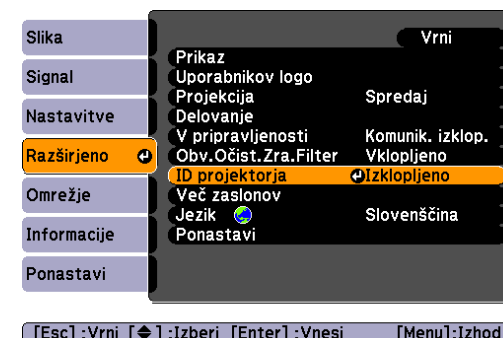 Slika
Signal
Nastavitve
Razširjeno
Omrežje
Informacije
Ponastavi
Vrni
Prikaz
Uporabnikov logo
Projekcija Spredaj
Delovanje
V pripravljenosti Komunik. izklop.
Obv.Očist.Zra.Filter Vklopljeno
ID projektorja Izklopljeno
Več zaslonov
Jezik Slovenščina
Ponastavi
[Esc] :Vrni [◆] :Izberi [Enter] :Vnesi [Menu]:Izhod